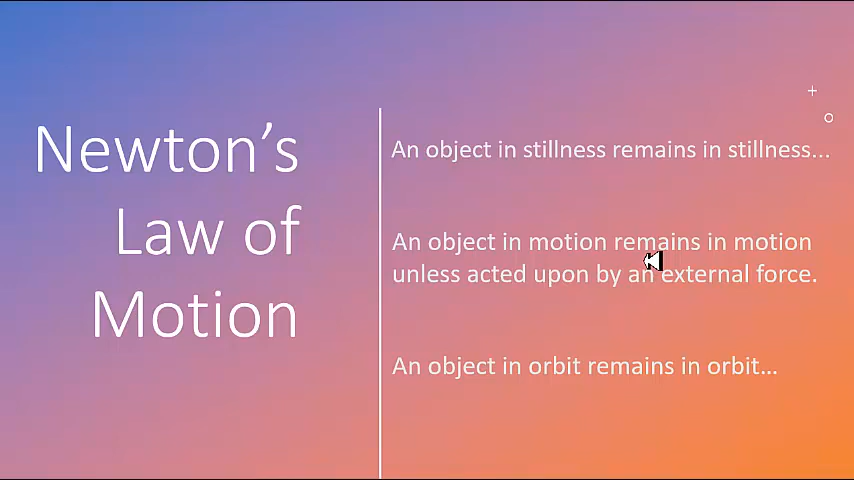 Newton’s
Law of
Motion
An object in stillness remains in stillness...
An object in motion remains in motion
unless acted upon by an external force.
An object in orbit remains in orbit...